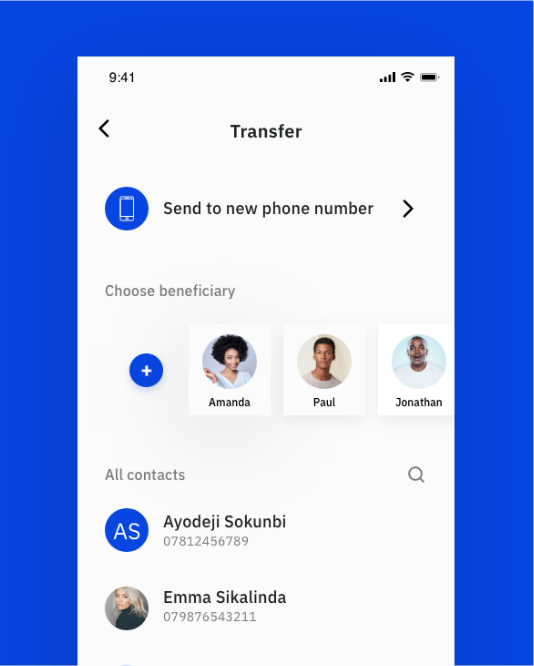 9:41
Transfer
Send to new phone number
Choose beneficiary
+
Amanda
Paul
Jonathan
All contacts
AS
Ayodeji Sokunbi
07812456789
Emma Sikalinda
079876543211